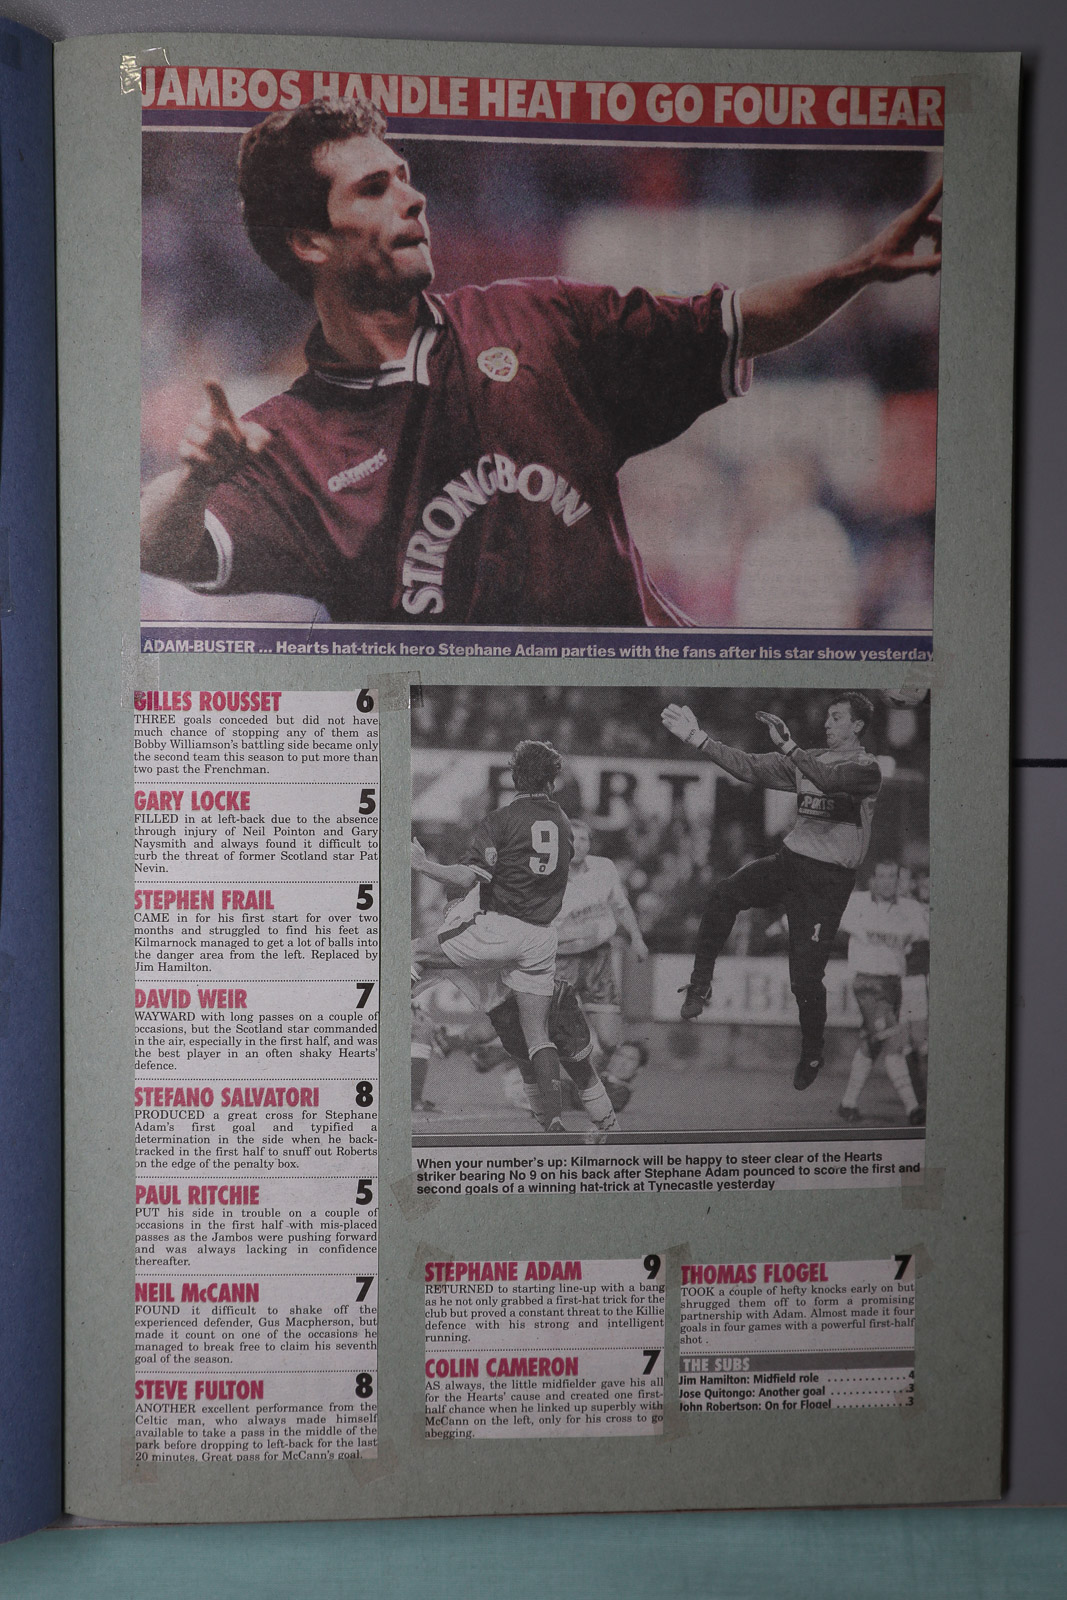 JAMBOS HANDLE HEAT TO GO FOUR CLEAR
STRONGBOW
ADAM-BUSTER ... Hearts hat-trick hero Stephane Adam parties with the fans after his star show yesterday
GILLES ROUSSET 6
THREE goals conceded but did not have
much chance of stopping any of them as
Bobby Williamson's battling side became only
the second team this season to put more than
two past the Frenchman.
GARY LOCKE 5
FILLED in at left-back due to the absence
through injury of Neil Pointon and Gary
Naysmith and always found it difficult to
curb the threat of former Scotland star Pat
Nevin.
STEPHEN FRAIL 5
CAME in for his first start for over two
months and struggled to find his feet as
Kilmarnock managed to get a lot of balls into
the danger area from the left. Replaced by
Jim Hamilton.
DAVID WEIR 7
WAYWARD with long passes on a couple of
occasions, but the Scotland star commanded
in the air, especially in the first half, and was
the best player in an often shaky Hearts'
defence.
STEFANO SALVATORI 8
PRODUCED a great cross for Stephane
Adam's first goal and typified a
determination in the side when he back-
tracked in the first half to snuff out Roberts
on the edge of the penalty box.
PAUL RITCHIE 5
PUT his side in trouble on a couple of
occasions in the first half with mis-placed
passes as the Jambos were pushing forward
and was always lacking in confidence
thereafter.
NEIL McCANN 7
FOUND it difficult to shake off the
experienced defender, Gus Macpherson, but
made it count on one of the occasions he
managed to break free to claim his seventh
goal of the season.
STEVE FULTON 8
ANOTHER excellent performance from the
Celtic man, who always made himself
available to take a pass in the middle of the
park before dropping to left-back for the last
20 minutes. Great pass for McCann's goal.
9
1
When your number's up: Kilmarnock will be happy to steer clear of the Hearts
striker bearing No 9 on his back after Stephane Adam pounced to score the first and
second goals of a winning hat-trick at Tynecastle yesterday
STEPHANE ADAM 9
RETURNED to starting line-up with a bang
as he not only grabbed a first-hat trick for the
club but proved a constant threat to the Killie
defence with his strong and intelligent
running.
COLIN CAMERON 7
AS always, the little midfielder gave his all
for the Hearts' cause and created one first-
half chance when he linked up superbly with
McCann on the left, only for his cross to go
abegging.
THOMAS FLOGEL 7
TOOK a couple of hefty knocks early on but
shrugged them off to form a promising
partnership with Adam. Almost made it four
goals in four games with a powerful first-half
shot .
THE SUBS
Jim Hamilton: Midfield role ............4
Jose Quitongo: Another goal ...........3
John Robertson: On for Flogel ..........3